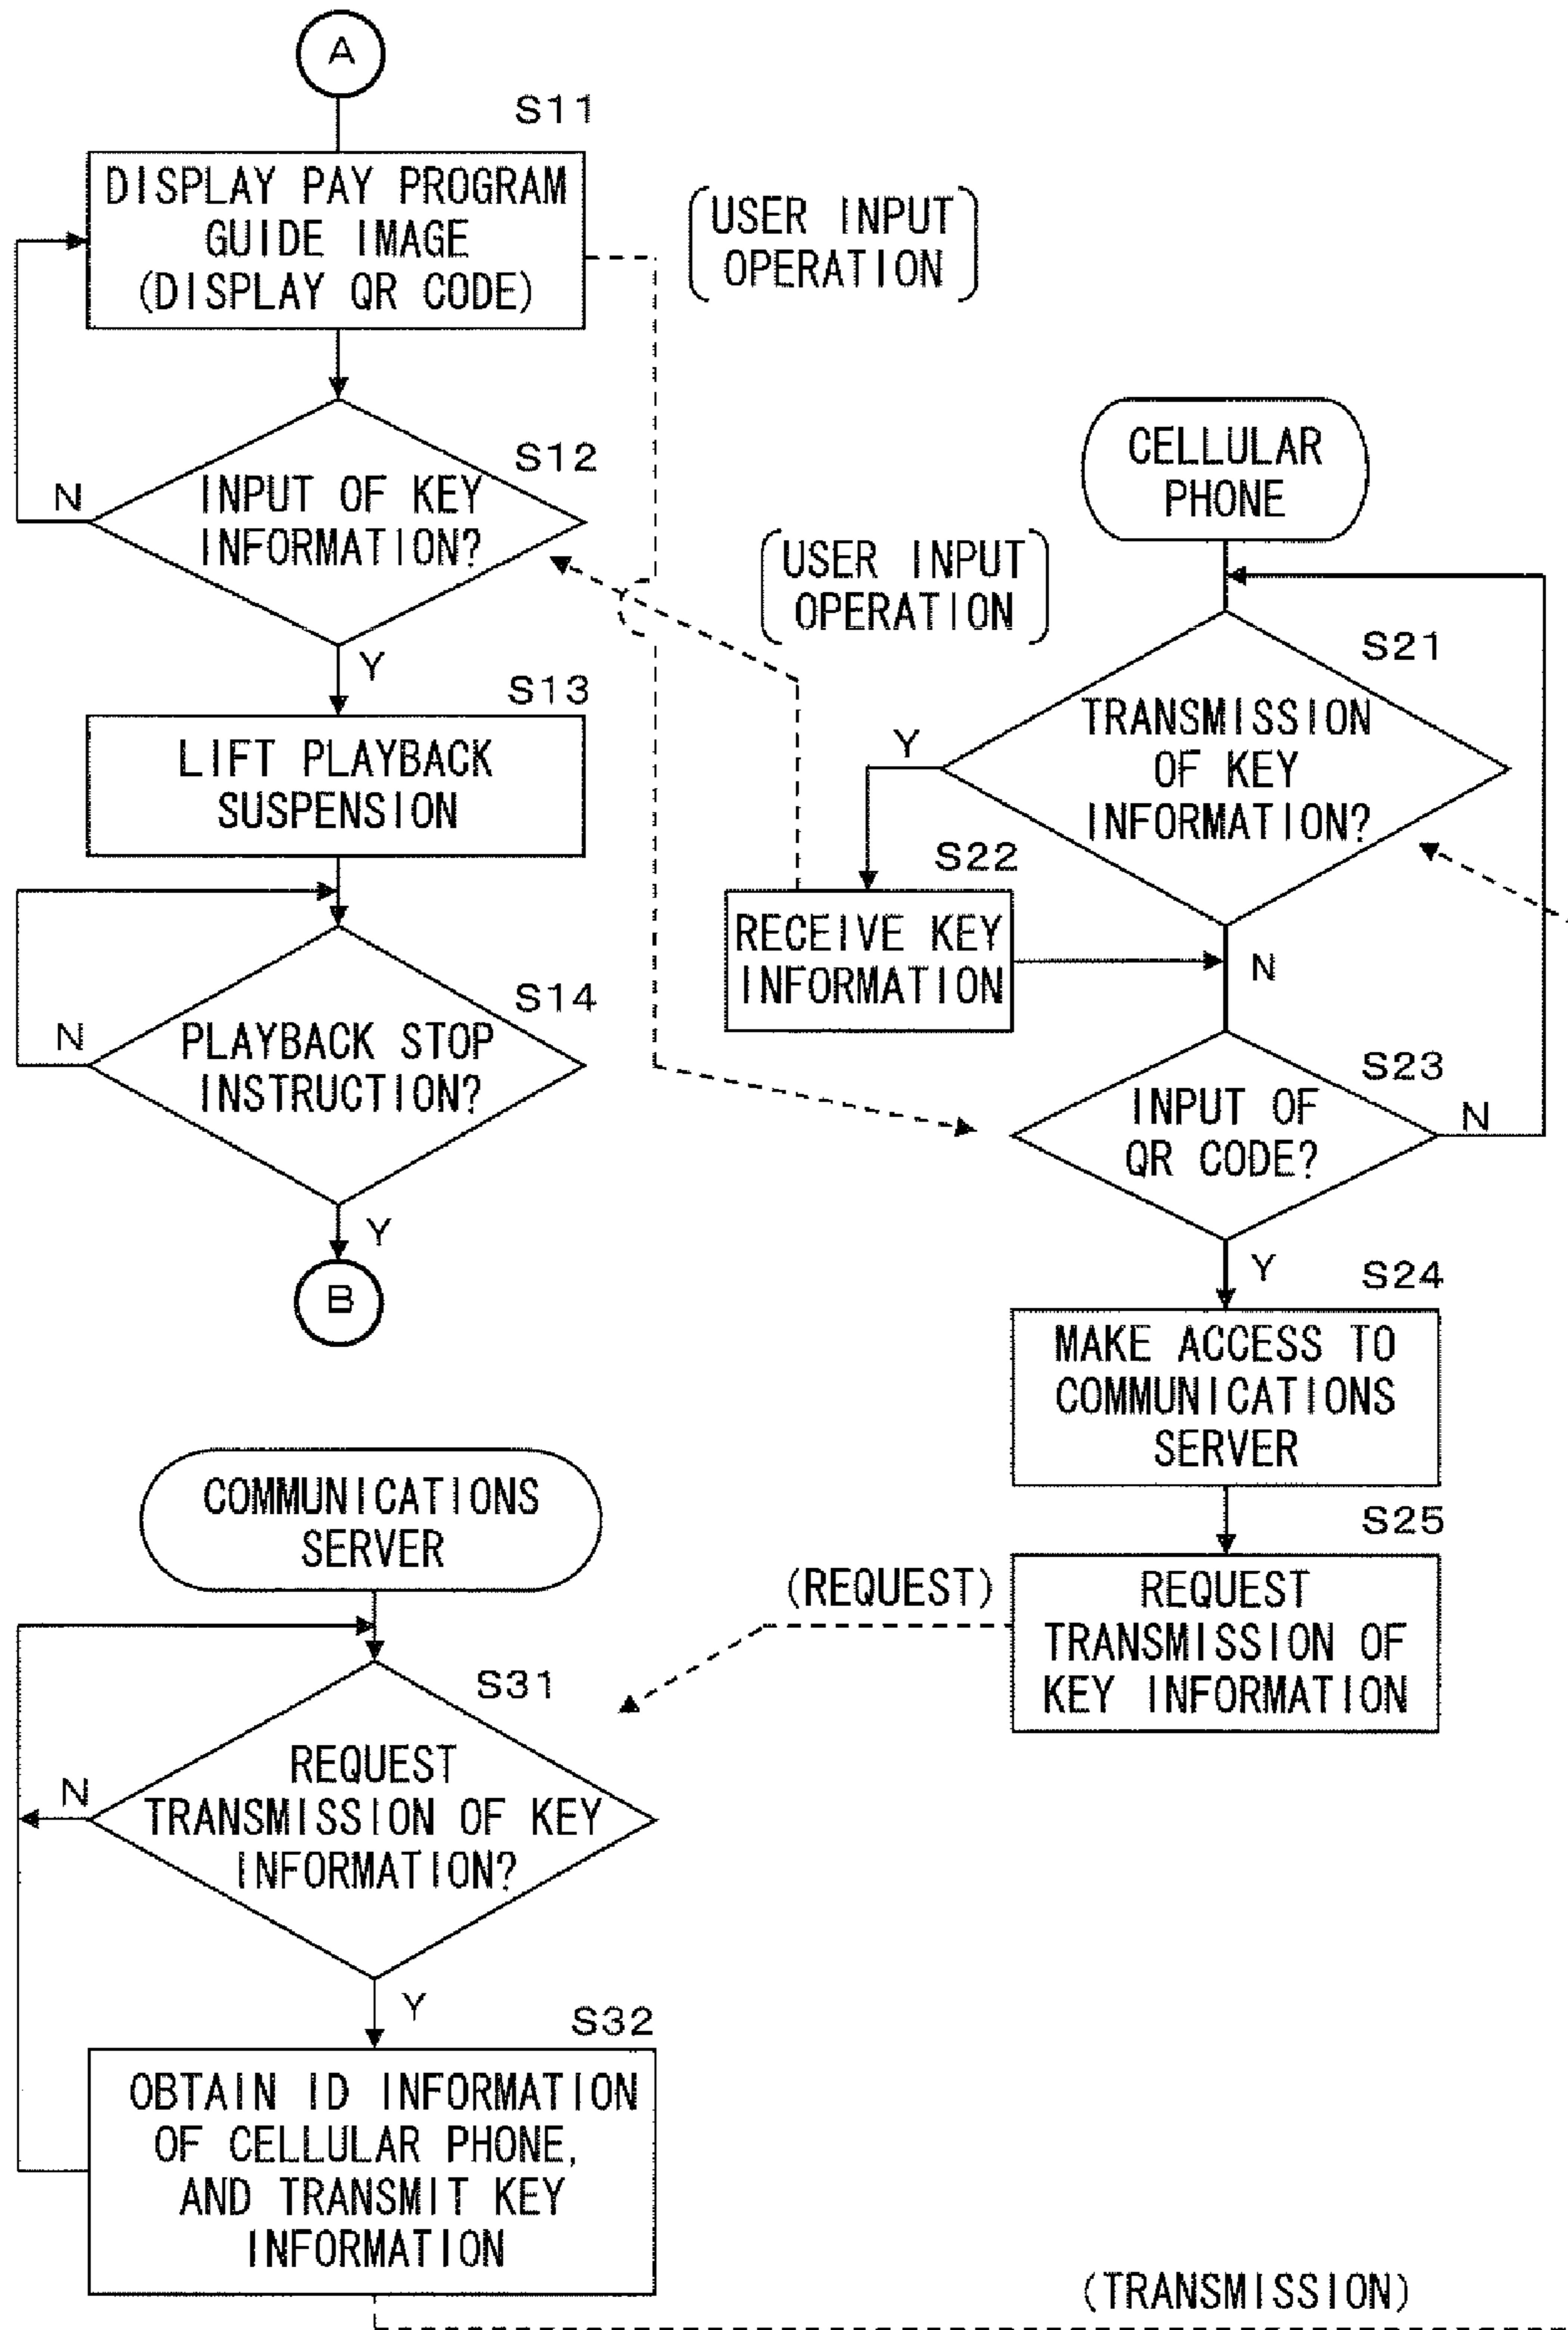 A
S11
DISPLAY PAY PROGRAM
GUIDE IMAGE
(DISPLAY QR CODE)
USER INPUT
OPERATION
S12
INPUT OF KEY
INFORMATION?
N
Y
S13
LIFT PLAYBACK
SUSPENSION
S14
PLAYBACK STOP
INSTRUCTION?
N
Y
B
CELLULAR
PHONE
USER INPUT
OPERATION
S21
TRANSMISSION
OF KEY
INFORMATION?
Y
N
S22
RECEIVE KEY
INFORMATION
S23
INPUT OF
QR CODE?
N
Y
S24
MAKE ACCESS TO
COMMUNICATIONS
SERVER
S25
REQUEST
TRANSMISSION OF
KEY INFORMATION
(REQUEST)
COMMUNICATIONS
SERVER
S31
REQUEST
TRANSMISSION OF KEY
INFORMATION?
N
Y
S32
OBTAIN ID INFORMATION
OF CELLULAR PHONE,
AND TRANSMIT KEY
INFORMATION
(TRANSMISSION)